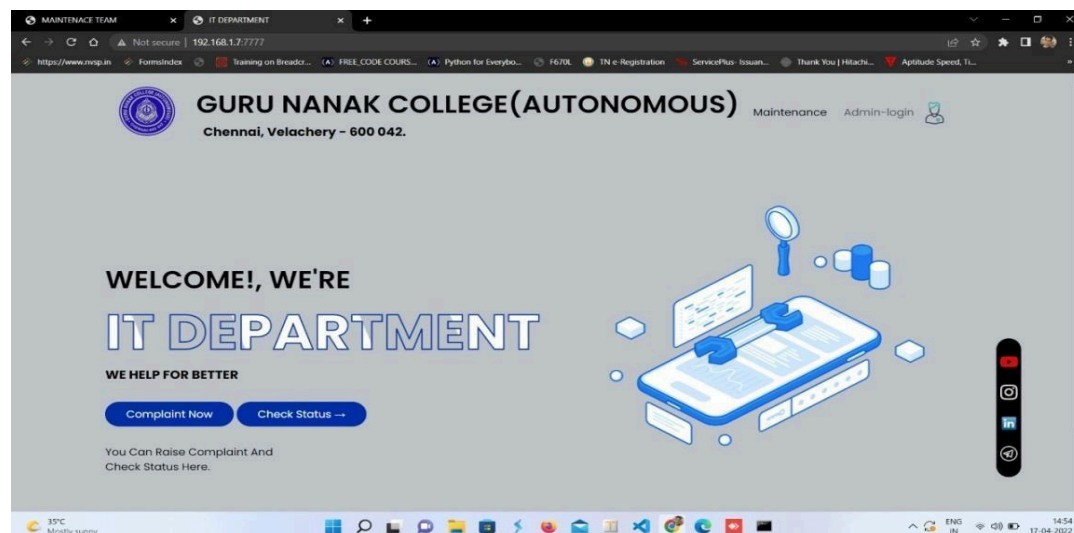 MAINTENACE TEAM
IT DEPARTMENT
Not secure | 192.168.1.7:7777
https://www.nvsp.in
FormsIndex
Training on Breadcr...
FREE_CODE COURS...
Python for Everybo...
F670L
TN e-Registration
ServicePlus- Issuan...
Thank You | Hitachi...
Aptitude Speed, Ti...
GURU NANAK COLLEGE(AUTONOMOUS)
Chennai, Velachery - 600 042.
Maintenance
Admin-login
WELCOME!, WE'RE
IT DEPARTMENT
WE HELP FOR BETTER
Complaint Now
Check Status →
You Can Raise Complaint And
Check Status Here.
35°C
Mostly sunny
ENG
IN
14:54
17-04-2022